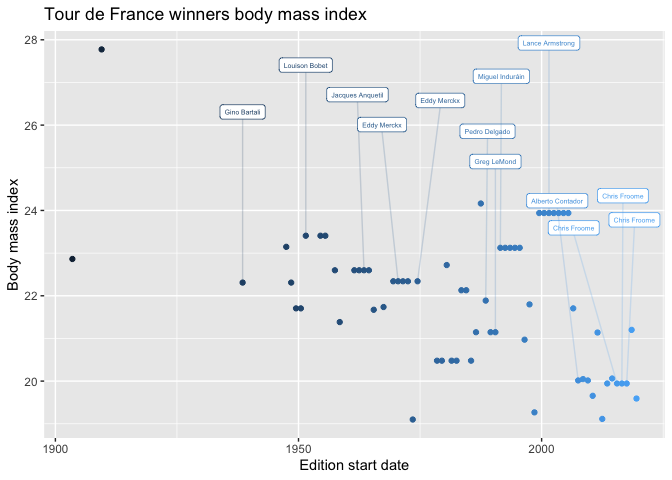 Tour de France winners body mass index
28
Lance Armstrong
Louison Bobet
Miguel Induráin
Jacques Anquetil
Eddy Merckx
Gino Bartali
26
Eddy Merckx
Pedro Delgado
Greg LeMond
Chris Froome
Alberto Contador
24
Chris Froome
Chris Froome
22
20
Body mass index
1900
1950
2000
Edition start date